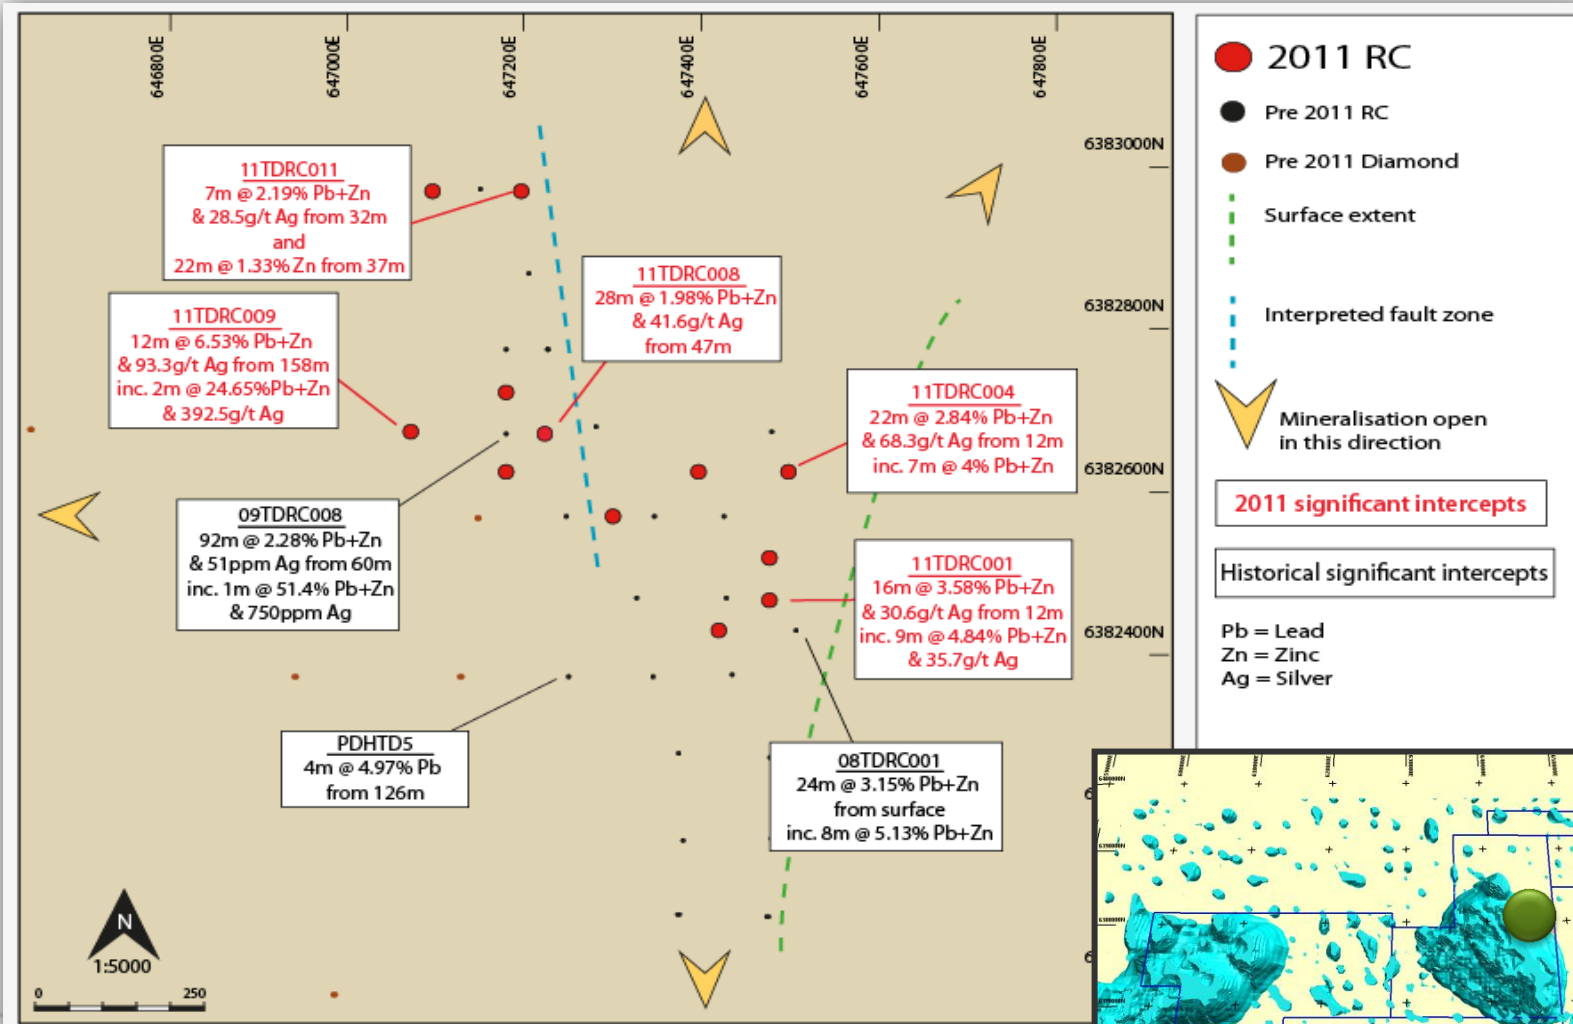 646800E
647000E
647200E
647400E
647600E
647800E
6383000N
6382800N
6382600N
6382400N
11TDRC011
7m @ 2.19% Pb+Zn
& 28.5g/t Ag from 32m
and
22m @ 1.33% Zn from 37m
11TDRC008
28m @ 1.98% Pb+Zn
& 41.6g/t Ag
from 47m
11TDRC009
12m @ 6.53% Pb+Zn
& 93.3g/t Ag from 158m
inc. 2m @ 24.65%Pb+Zn
& 392.5g/t Ag
11TDRC004
22m @ 2.84% Pb+Zn
& 68.3g/t Ag from 12m
inc. 7m @ 4% Pb+Zn
09TDRC008
92m @ 2.28% Pb+Zn
& 51ppm Ag from 60m
inc. 1m @ 51.4% Pb+Zn
& 750ppm Ag
11TDRC001
16m @ 3.58% Pb+Zn
& 30.6g/t Ag from 12m
inc. 9m @ 4.84% Pb+Zn
& 35.7g/t Ag
PDHTD5
4m @ 4.97% Pb
from 126m
08TDRC001
24m @ 3.15% Pb+Zn
from surface
inc. 8m @ 5.13% Pb+Zn
N
1:5000
0 250
2011 RC
Pre 2011 RC
Pre 2011 Diamond
Surface extent
Interpreted fault zone
Mineralisation open
in this direction
2011 significant intercepts
Historical significant intercepts
Pb = Lead
Zn = Zinc
Ag = Silver